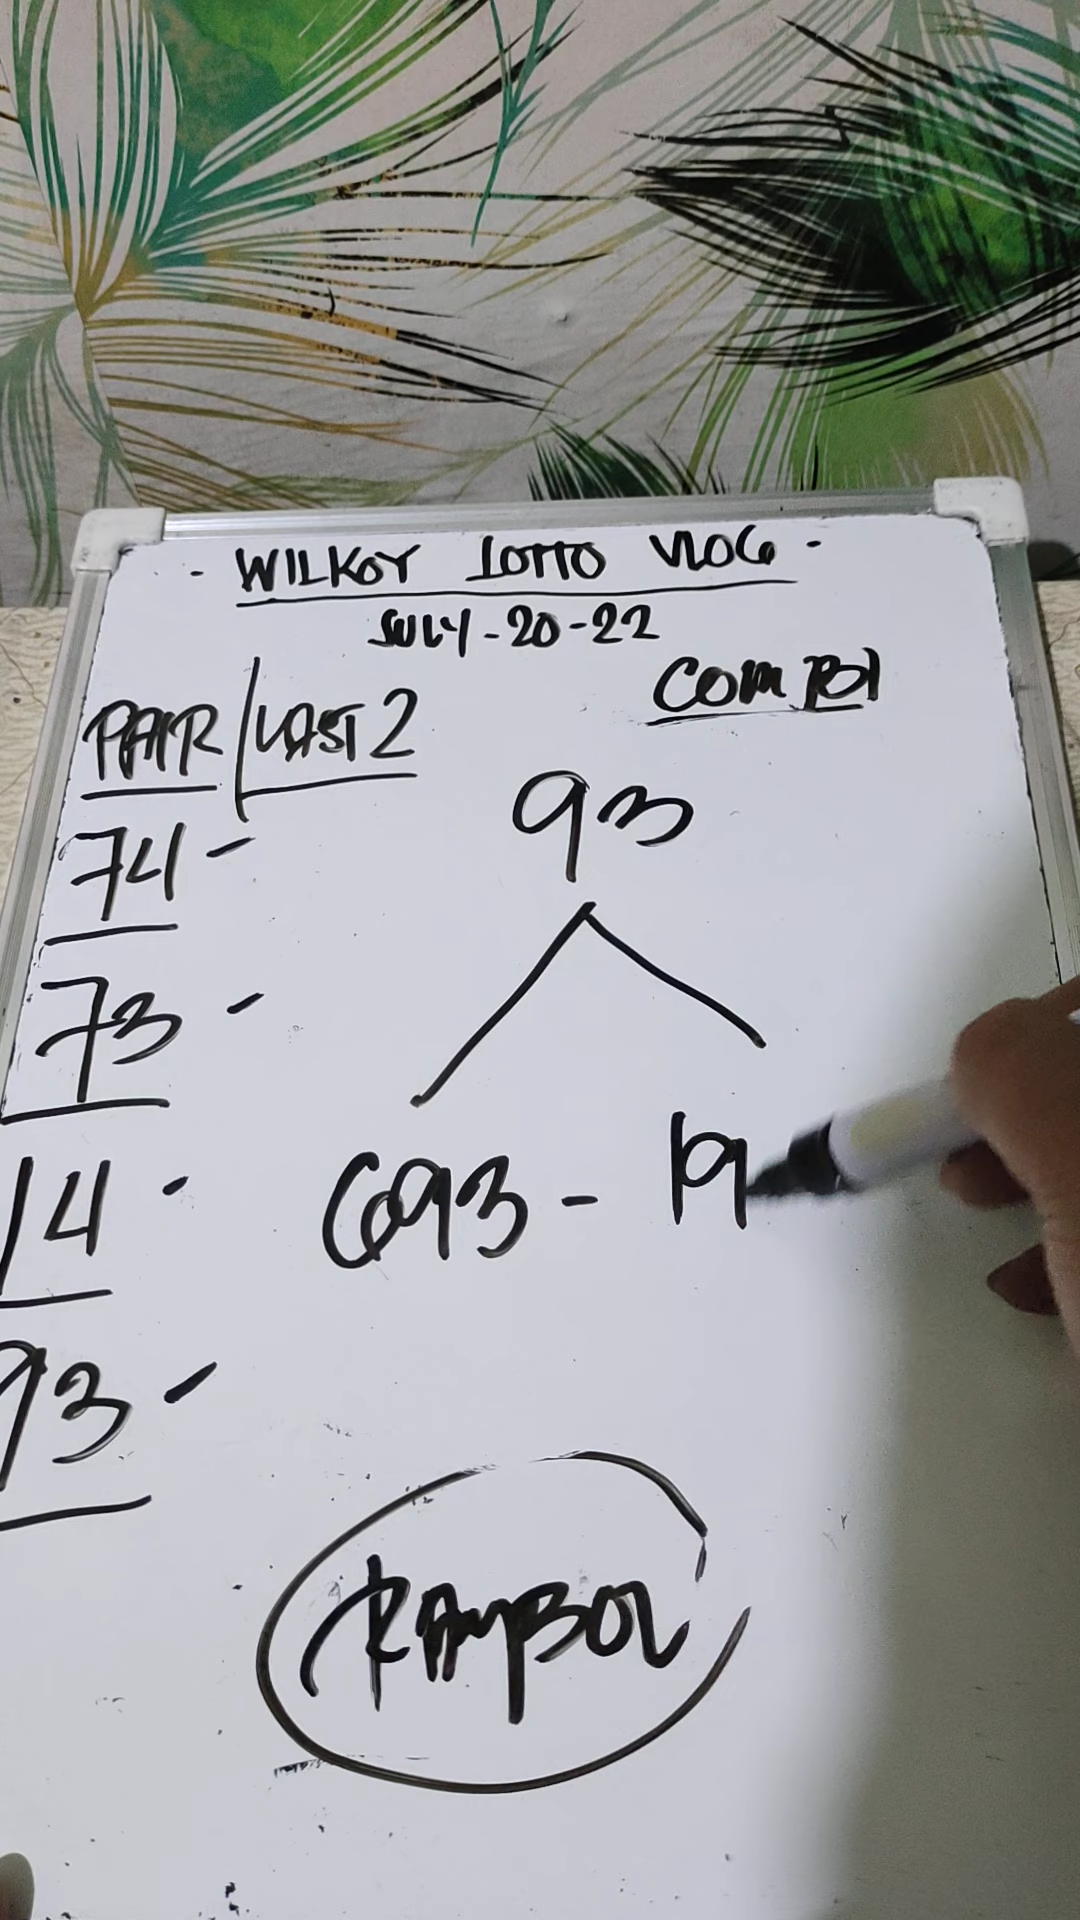 - WILKOY LOTTO VLOG -
JULY-20-22
PAIR/LAST 2
COMBI
74-
73-
14-
93-
93
693 - 19
RAMBOL